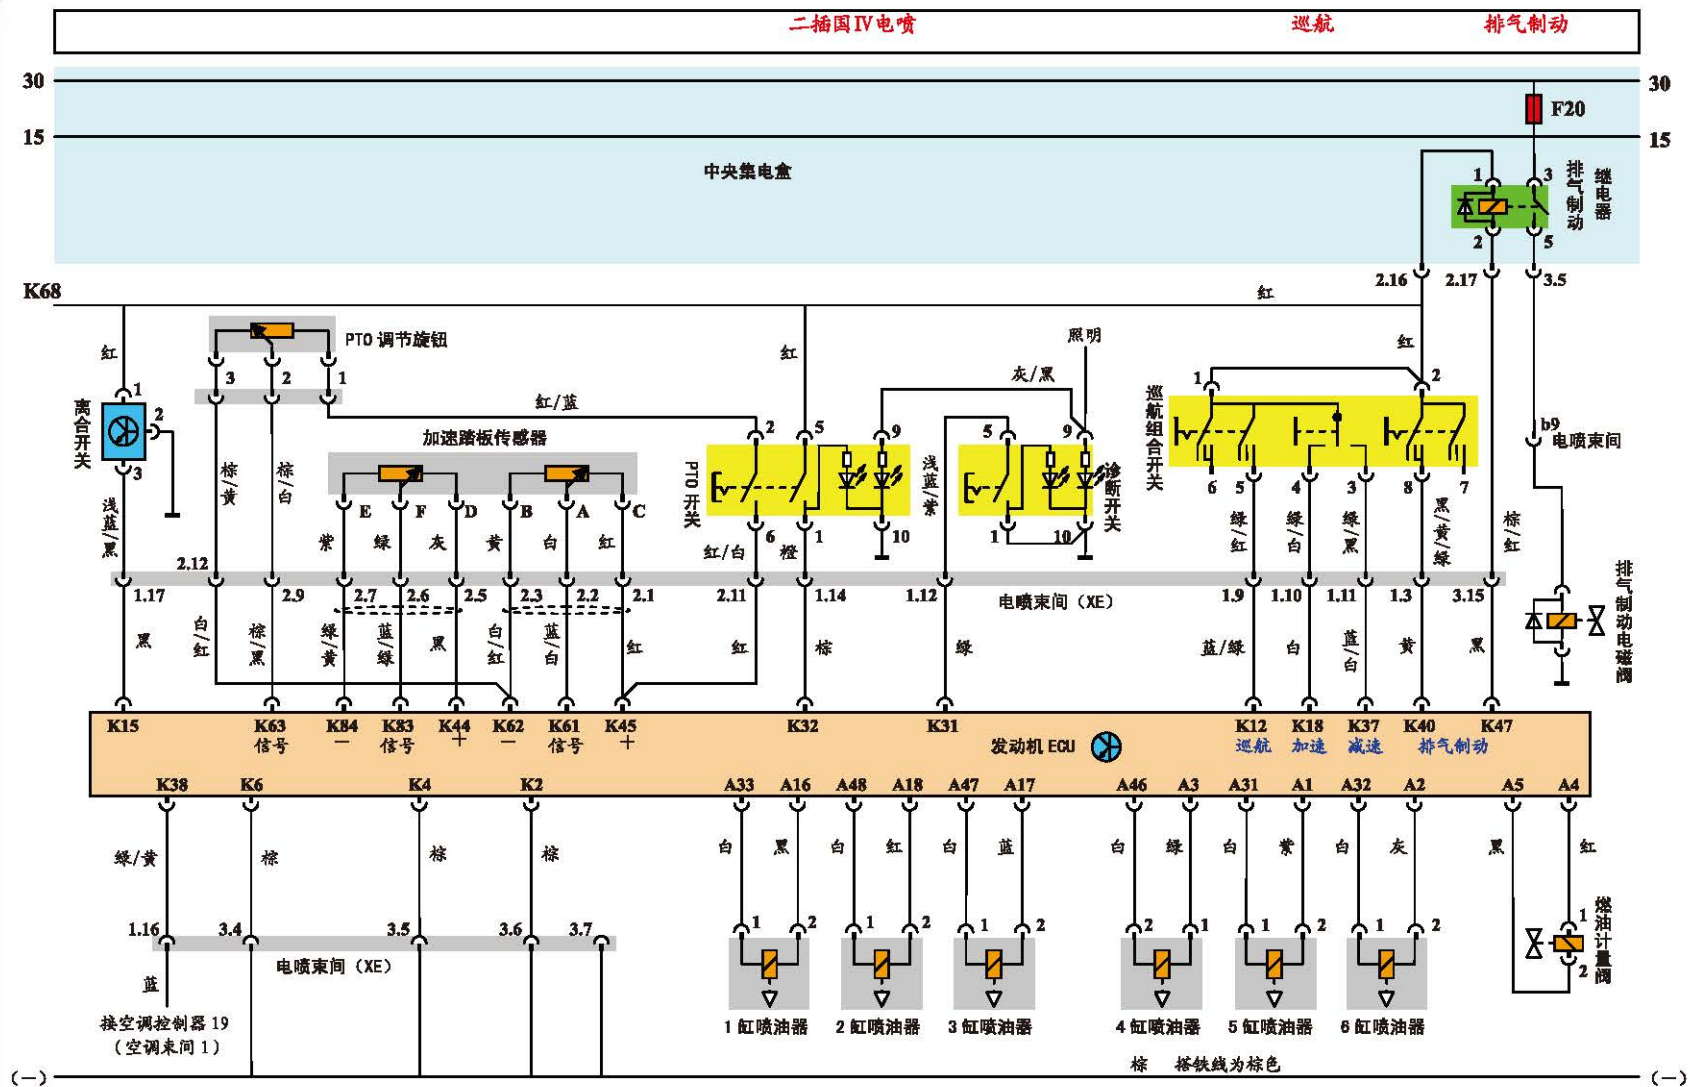 二插国Ⅳ电喷 巡航 排气制动
30 30
F20
15 15
中央集电盒
1 3 排气制动 继电器
2 5
2.16 2.17 3.5
K68 红
PTO 调节旋钮 照明
红 红 红
3 2 1 灰/黑 1 2
1 红/蓝
离合开关 2 加速踏板传感器 2 5 9 5 9 巡航组合开关 b9 电喷束间
3 棕/黄 棕/白 PTO 开关 浅蓝/紫 诊断开关
6 5 4 3 8 7
浅蓝/黑 E F D B A C
紫 绿 灰 黄 白 红 红/白 6 橙 1 10 1 10 绿/红 绿/白 绿/黑 黑/黄/绿 棕/红
2.12
1.17 2.9 2.7 2.6 2.5 2.3 2.2 2.1 2.11 1.14 1.12 电喷束间（XE） 1.9 1.10 1.11 1.3 3.15 排气制动电磁阀
黑 白/红 棕/黑 绿/黄 蓝/绿 黑 白/红 蓝/白 红 红 棕 绿 蓝/绿 白 蓝/白 黄 黑
K15 K63 K84 K83 K44 K62 K61 K45 K32 K31 K12 K18 K37 K40 K47
信号 － 信号 ＋ － 信号 ＋ 发动机 ECU 巡航 加速 减速 排气制动
K38 K6 K4 K2 A33 A16 A48 A18 A47 A17 A46 A3 A31 A1 A32 A2 A5 A4
绿/黄 棕 棕 棕 白 黑 白 红 白 蓝 白 绿 白 紫 白 灰 黑 红
1.16 3.4 3.5 3.6 3.7 1 2 1 2 1 2 2 1 1 2 1 2 1 燃油计量阀
电喷束间（XE） 2
蓝
接空调控制器 19 1 缸喷油器 2 缸喷油器 3 缸喷油器 4 缸喷油器 5 缸喷油器 6 缸喷油器
（空调束间 1）
棕 搭铁线为棕色
（－） （－）